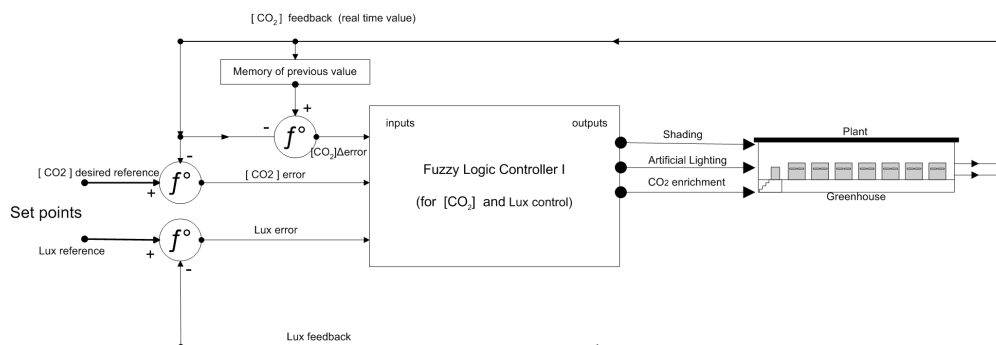 [ CO₂ ] feedback (real time value)
Memory of previous value
+
-
f°
[CO₂]Δerror
inputs
outputs
Fuzzy Logic Controller I
(for [CO₂] and Lux control)
Shading
Artificial Lighting
CO2 enrichment
Plant
Greenhouse
-
[ CO2 ] desired reference
+
f°
[ CO2 ] error
Set points
Lux reference
+
f°
Lux error
-
Lux feedback